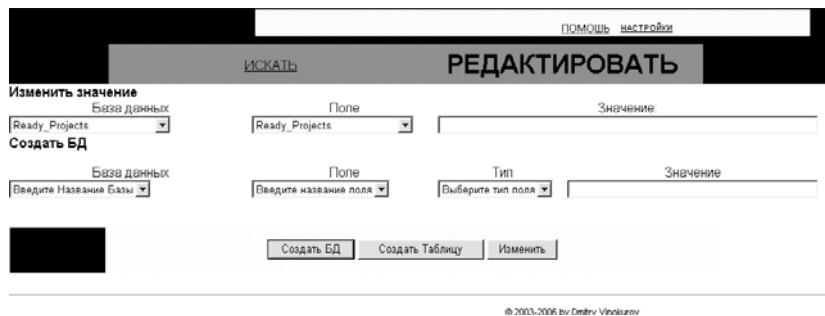 ПОМОЩЬ НАСТРОЙКИ
ИСКАТЬ РЕДАКТИРОВАТЬ
Изменить значение
База данных Поле Значение:
Ready_Projects Ready_Projects
Создать БД
База данных Поле Тип Значение
Введите Название Базы Введите название поля Выберите тип поля
Создать БД Создать Таблицу Изменить
© 2003-2006 by Dmitry Vinokurov